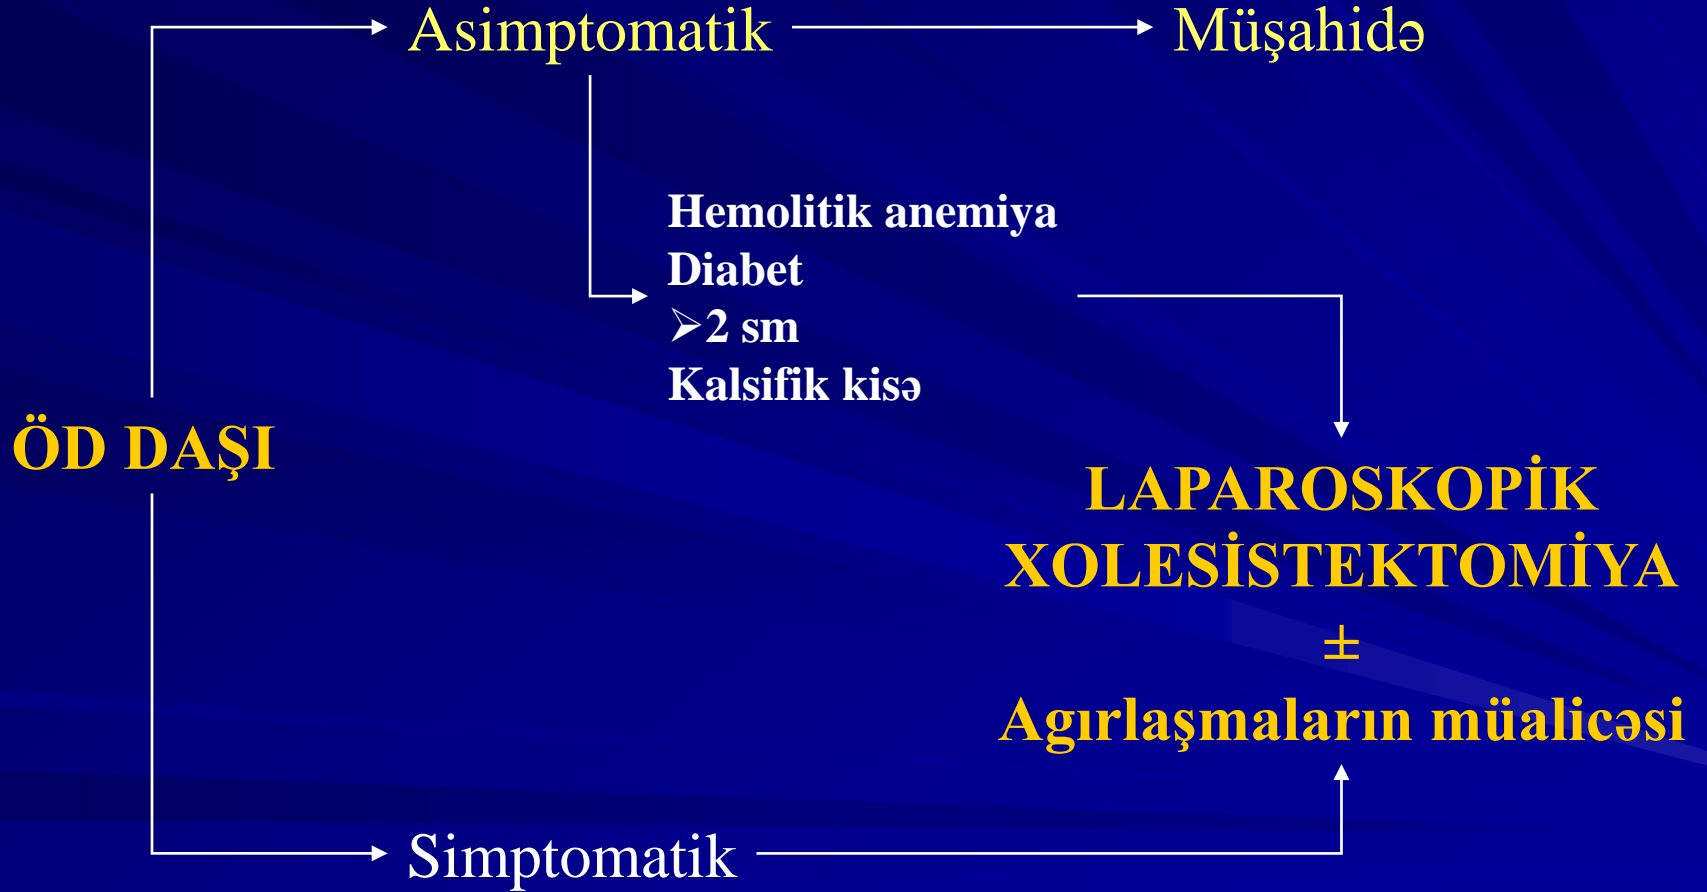 Asimptomatik
Müşahidə
Hemolitik anemiya
Diabet
➢2 sm
Kalsifik kisə
ÖD DAŞI
LAPAROSKOPİK
XOLESİSTEKTOMİYA
±
Agırlaşmaların müalicəsi
Simptomatik